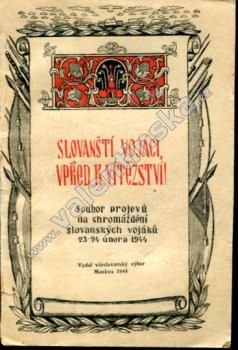 SLOVANŠTÍ VOJÁCI,
VPŘED K VÍTĚZSTVÍ!
Soubor projevů
na shromáždění
slovanských vojáků
23-24 února 1944
Vydal všeslovanský výbor
Moskva 1944